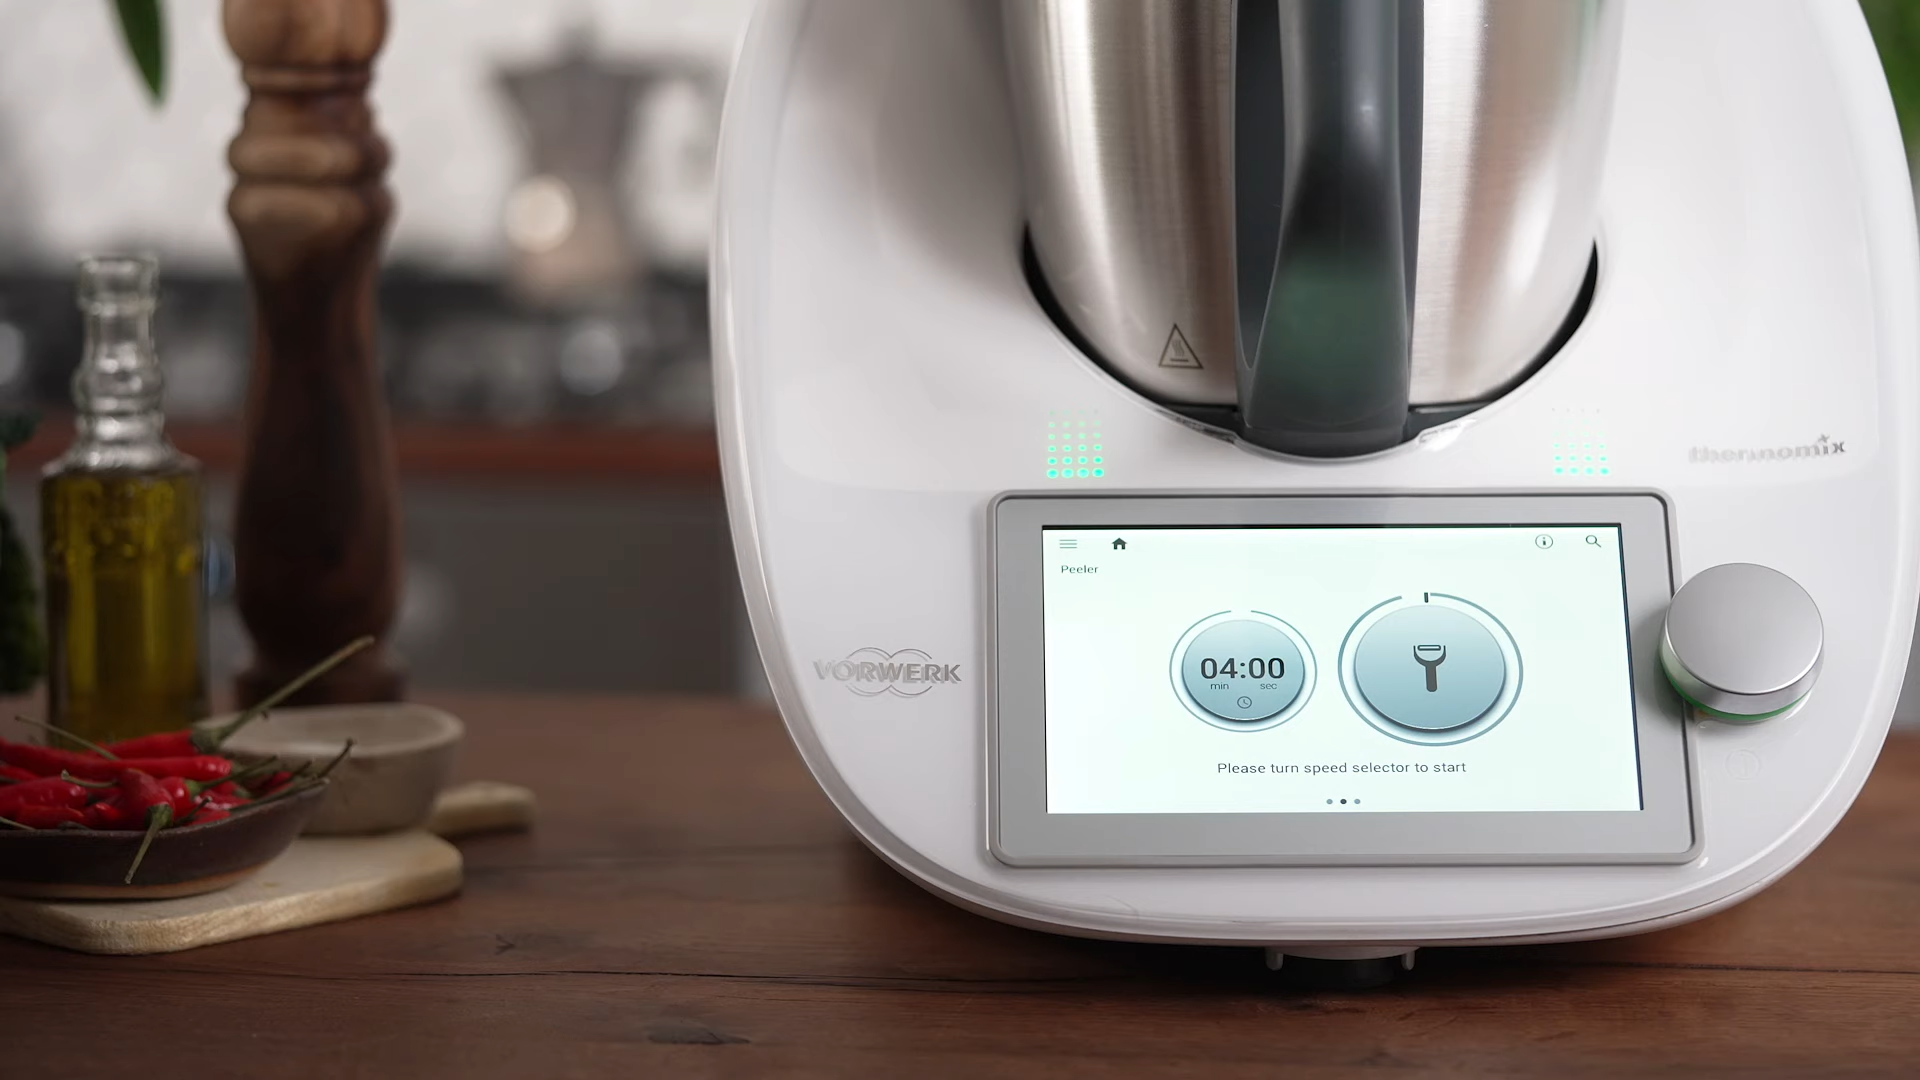 thermomix
Peeler
04:00
min sec
VORWERK
Please turn speed selector to start